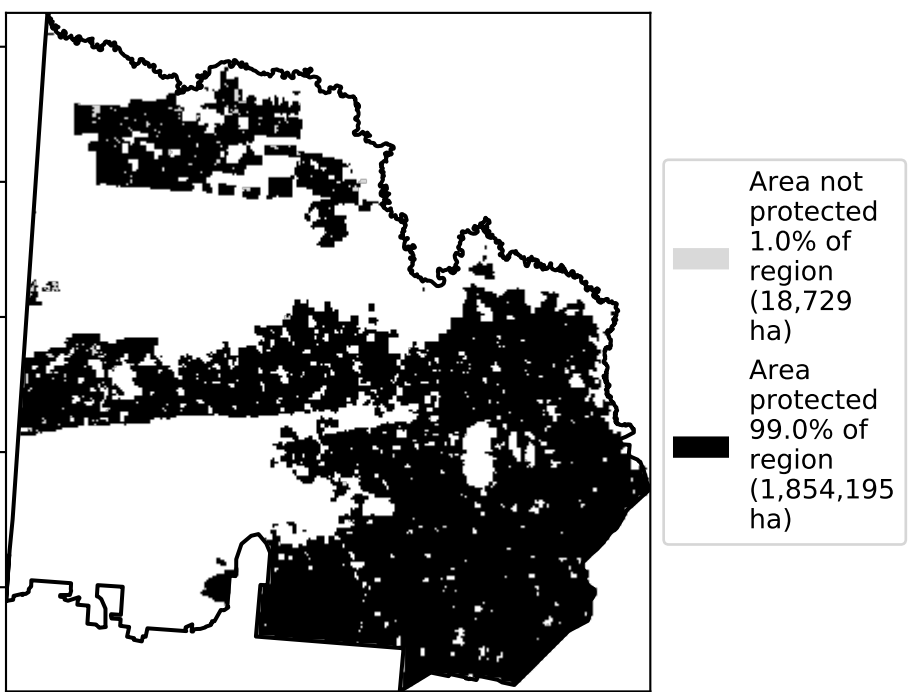 Area not
protected
1.0% of
region
(18,729
ha)
Area
protected
99.0% of
region
(1,854,195
ha)